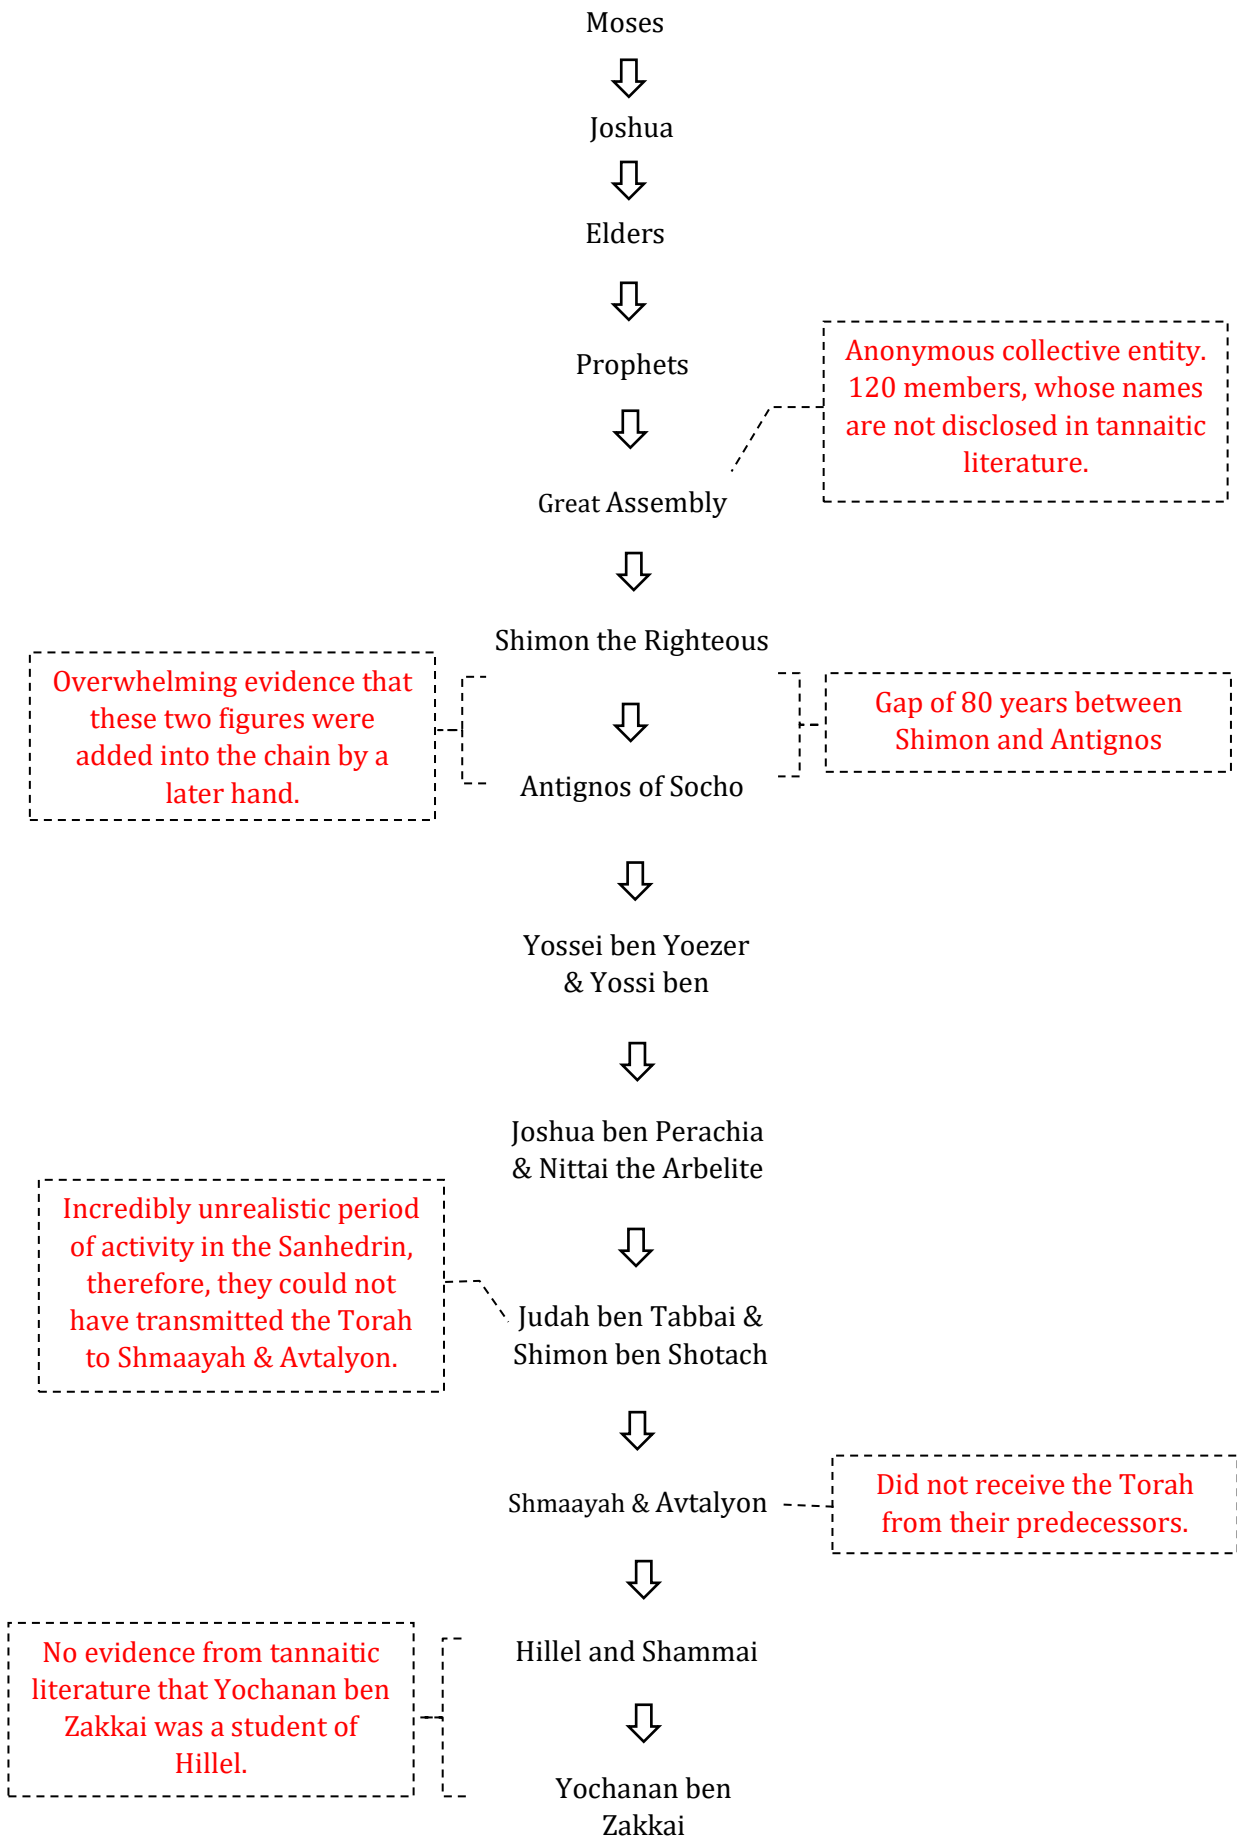 Moses
Joshua
Elders
Prophets
Anonymous collective entity.
120 members, whose names
are not disclosed in tannaitic
literature.
Great Assembly
Shimon the Righteous
Overwhelming evidence that
these two figures were
added into the chain by a
later hand.
Gap of 80 years between
Shimon and Antignos
Antignos of Socho
Yossei ben Yoezer
& Yossi ben
Joshua ben Perachia
& Nittai the Arbelite
Incredibly unrealistic period
of activity in the Sanhedrin,
therefore, they could not
have transmitted the Torah
to Shmaayah & Avtalyon.
Judah ben Tabbai &
Shimon ben Shotach
Shmaayah & Avtalyon
Did not receive the Torah
from their predecessors.
Hillel and Shammai
No evidence from tannaitic
literature that Yochanan ben
Zakkai was a student of
Hillel.
Yochanan ben
Zakkai